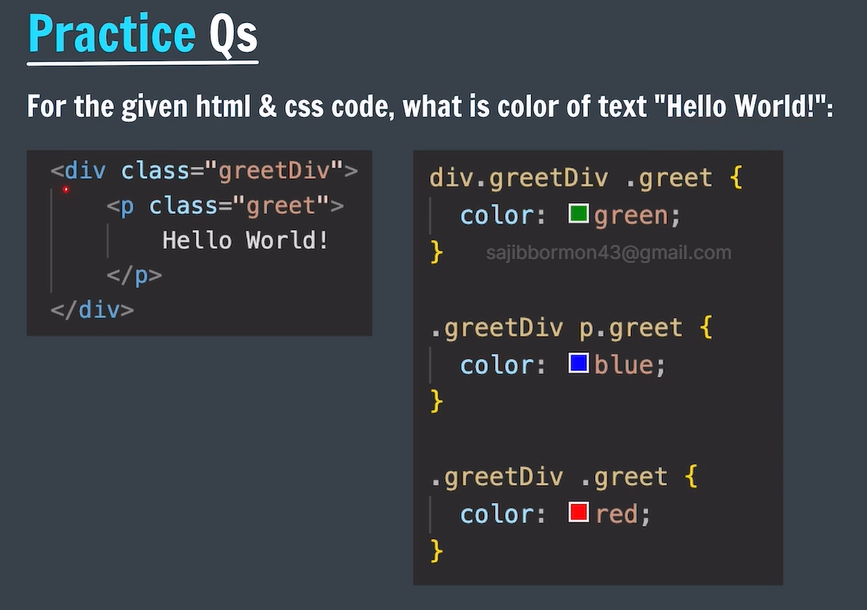 Practice Qs
For the given html & css code, what is color of text "Hello World!":
<div class="greetDiv">
<p class="greet">
Hello World!
</p>
</div>
div.greetDiv .greet {
color: green;
}
sajibbormon43@gmail.com
.greetDiv p.greet {
color: blue;
}
.greetDiv .greet {
color: red;
}